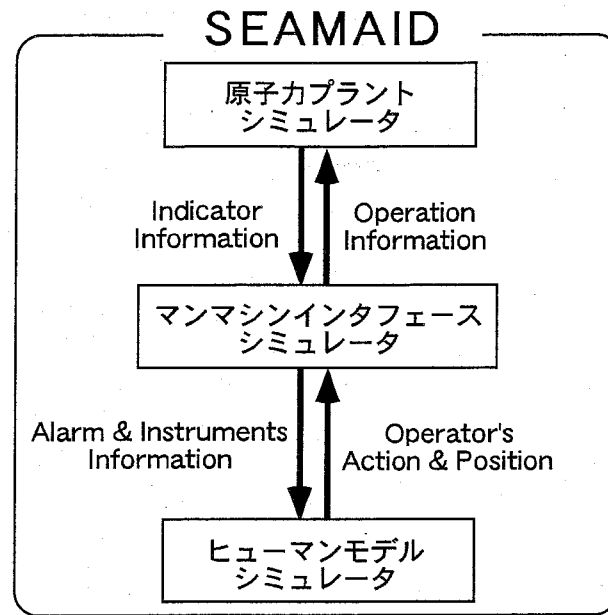 SEAMAID
原子力プラント
シミュレータ
Indicator
Information
Operation
Information
マンマシンインタフェース
シミュレータ
Alarm & Instruments
Information
Operator's
Action & Position
ヒューマンモデル
シミュレータ